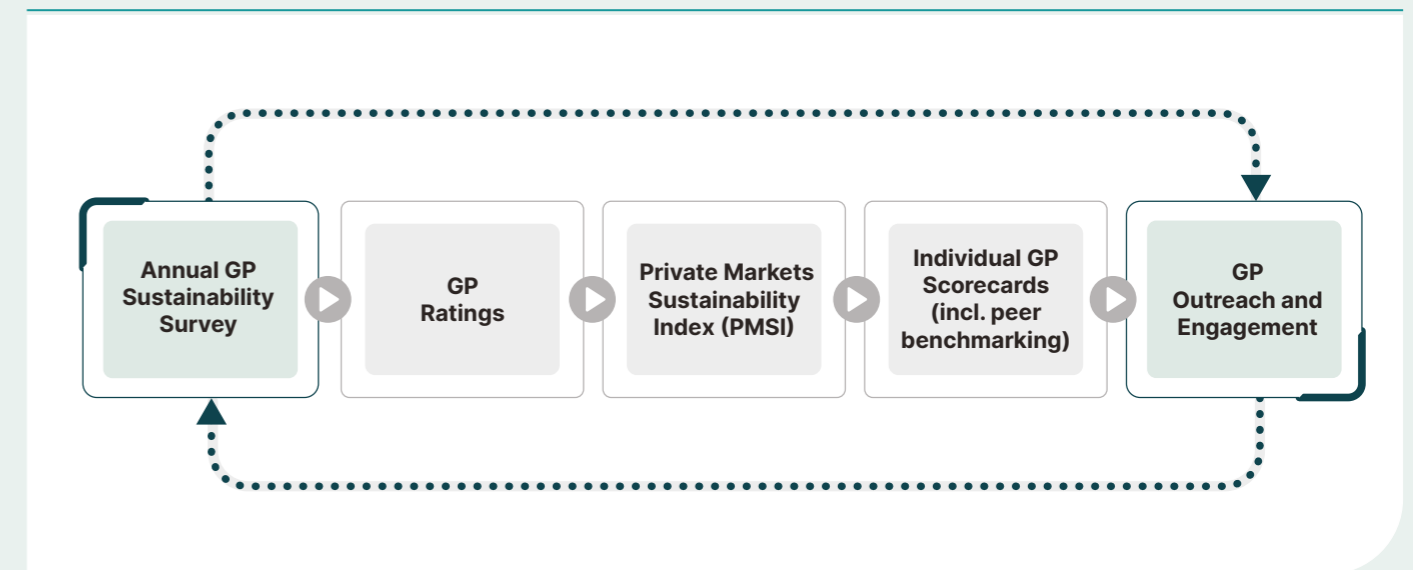 Annual GP
Sustainability
Survey
GP
Ratings
Private Markets
Sustainability
Index (PMSI)
Individual GP
Scorecards
(incl. peer
benchmarking)
GP
Outreach and
Engagement